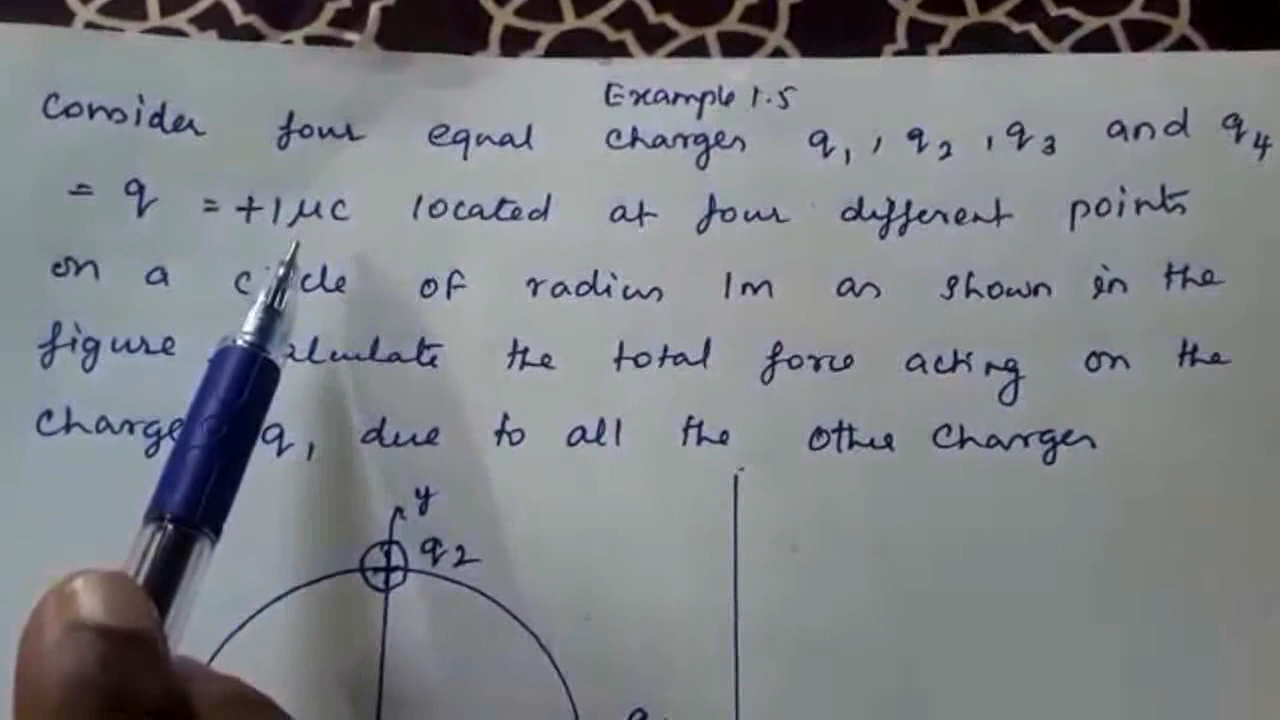 Example 1.5
Consider four equal charges q1, q2, q3 and q4
= q = +1μc located at four different points
on a circle of radius 1m as shown in the
figure calculate the total force acting on the
charge q1 due to all the other charges
y
q2